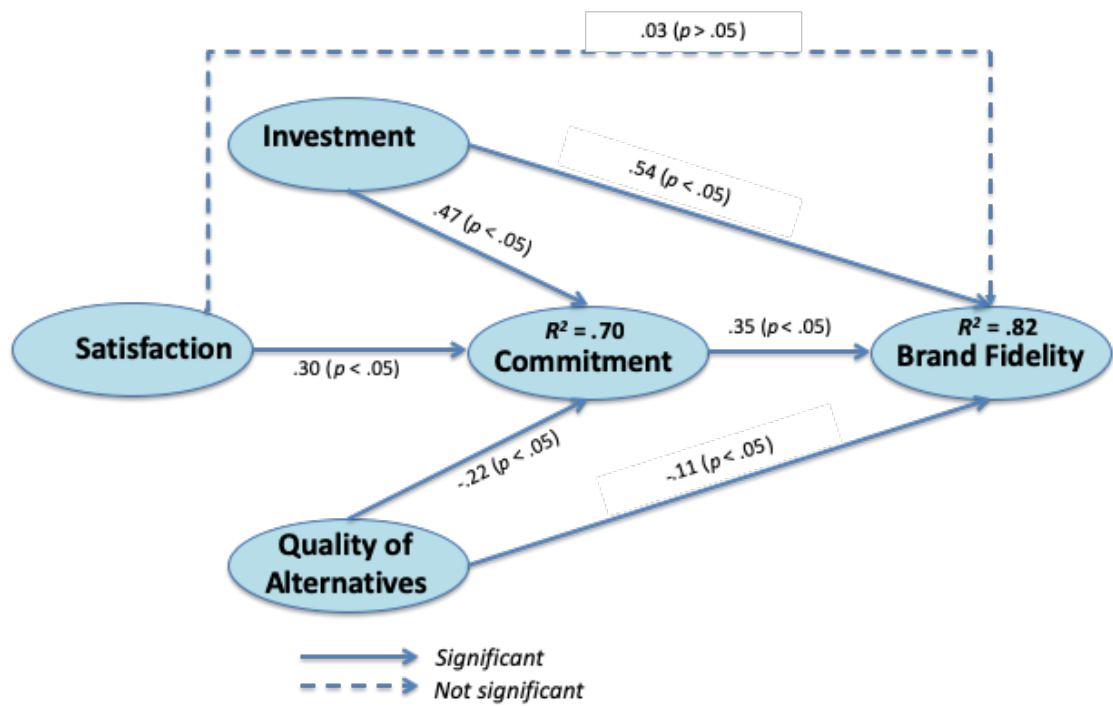 .03 (p > .05)
Investment
.54 (p < .05)
.47 (p < .05)
R² = .70
Commitment
.35 (p < .05)
R² = .82
Brand Fidelity
Satisfaction
.30 (p < .05)
-.22 (p < .05)
-.11 (p < .05)
Quality of
Alternatives
Significant
Not significant